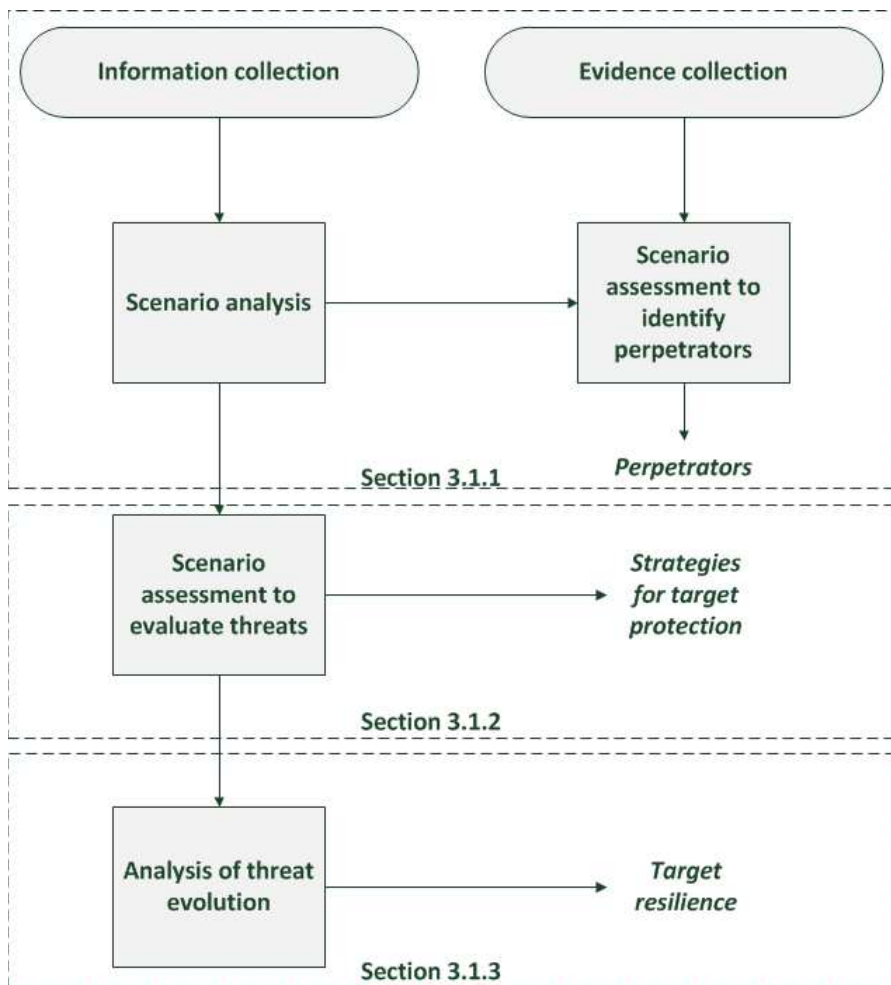 Information collection
Evidence collection
Scenario analysis
Scenario
assessment to
identify
perpetrators
Perpetrators
Section 3.1.1
Scenario
assessment to
evaluate threats
Strategies
for target
protection
Section 3.1.2
Analysis of threat
evolution
Target
resilience
Section 3.1.3